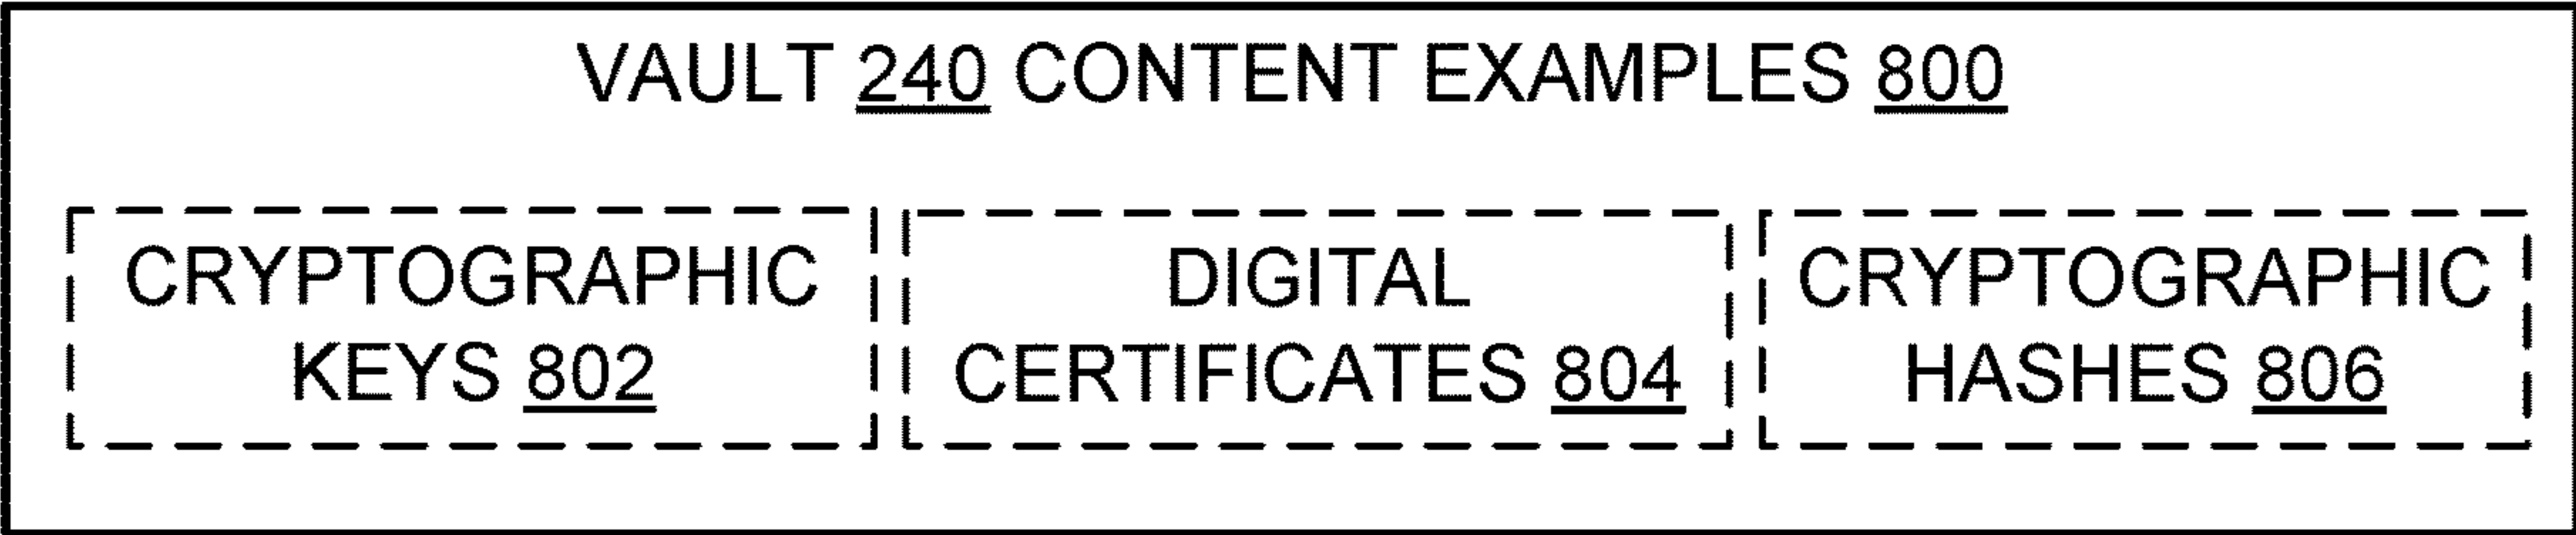 VAULT 240 CONTENT EXAMPLES 800
CRYPTOGRAPHIC
KEYS 802
DIGITAL
CERTIFICATES 804
CRYPTOGRAPHIC
HASHES 806